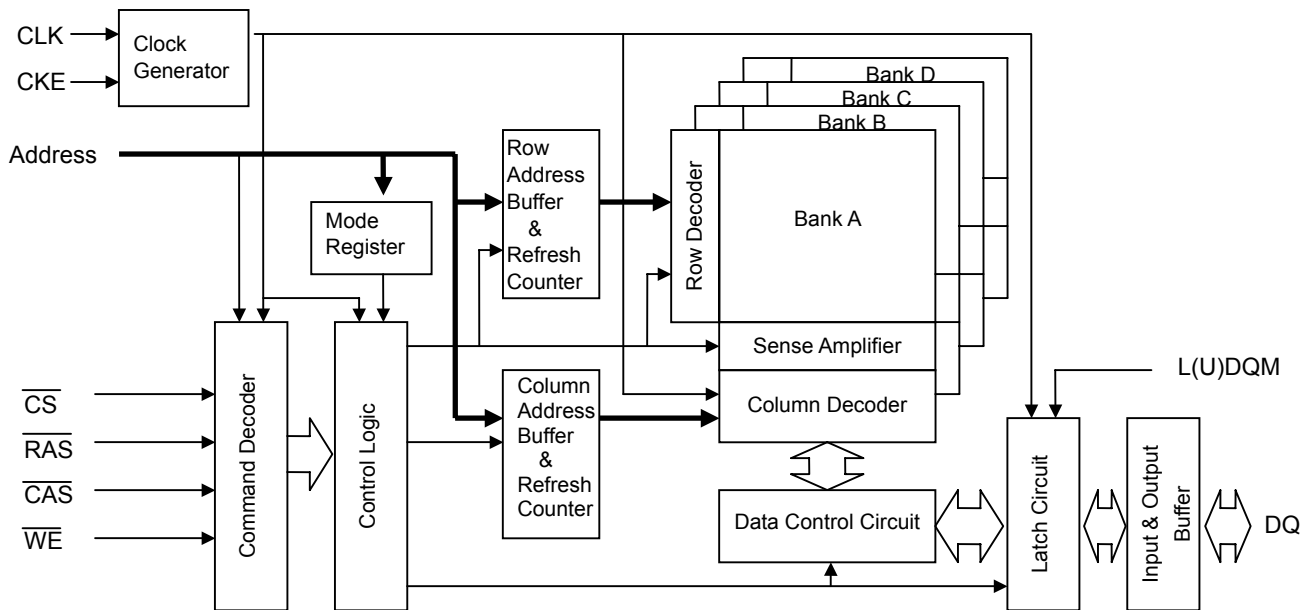 CLK
CKE
Clock
Generator
Bank D
Bank C
Bank B
Address
Row
Address
Buffer
&
Refresh
Counter
Row Decoder
Bank A
Mode
Register
Sense Amplifier
L(U)DQM
Column
Address
Buffer
&
Refresh
Counter
Column Decoder
CS
RAS
CAS
WE
Command Decoder
Control Logic
Data Control Circuit
Latch Circuit
Input & Output
Buffer
DQ